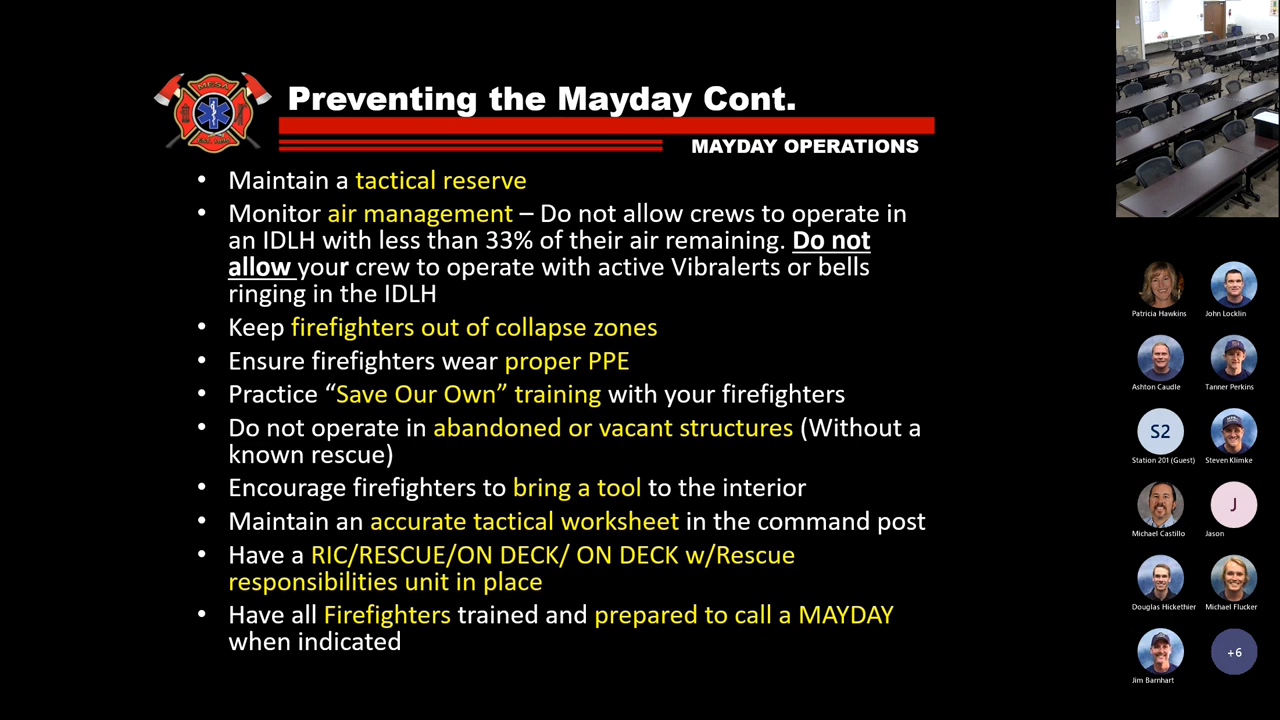 Preventing the Mayday Cont.
MAYDAY OPERATIONS
MESA
• Maintain a tactical reserve
• Monitor air management – Do not allow crews to operate in
an IDLH with less than 33% of their air remaining. Do not
allow your crew to operate with active Vibralerts or bells
ringing in the IDLH
• Keep firefighters out of collapse zones
• Ensure firefighters wear proper PPE
• Practice “Save Our Own” training with your firefighters
• Do not operate in abandoned or vacant structures (Without a
known rescue)
• Encourage firefighters to bring a tool to the interior
• Maintain an accurate tactical worksheet in the command post
• Have a RIC/RESCUE/ON DECK/ ON DECK w/Rescue
responsibilities unit in place
• Have all Firefighters trained and prepared to call a MAYDAY
when indicated
Patricia Hawkins
John Locklin
Ashton Caudle
Tanner Perkins
S2
Station 201 (Guest)
Steven Klimke
Michael Castillo
J
Jason
Douglas Hickethier
Michael Flucker
Jim Barnhart
+6